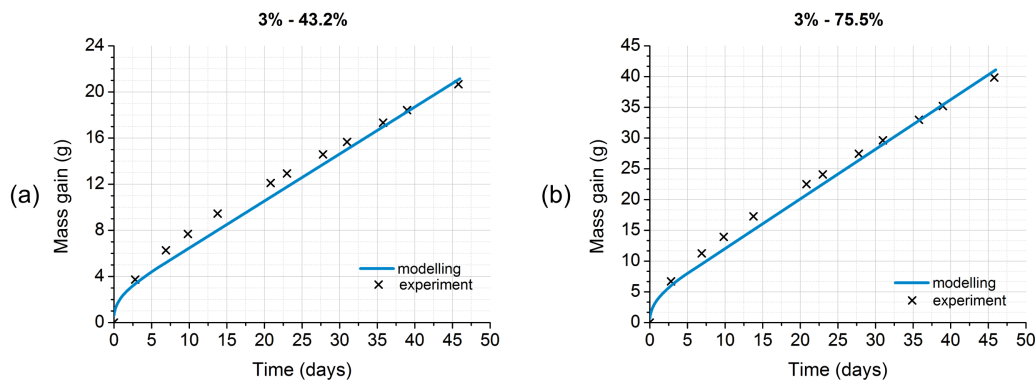 3% - 43.2%
24
20
16
12
8
4
0
Mass gain (g)
(a)
modelling
experiment
0 5 10 15 20 25 30 35 40 45 50
Time (days)
3% - 75.5%
45
40
35
30
25
20
15
10
5
0
Mass gain (g)
(b)
modelling
experiment
0 5 10 15 20 25 30 35 40 45 50
Time (days)